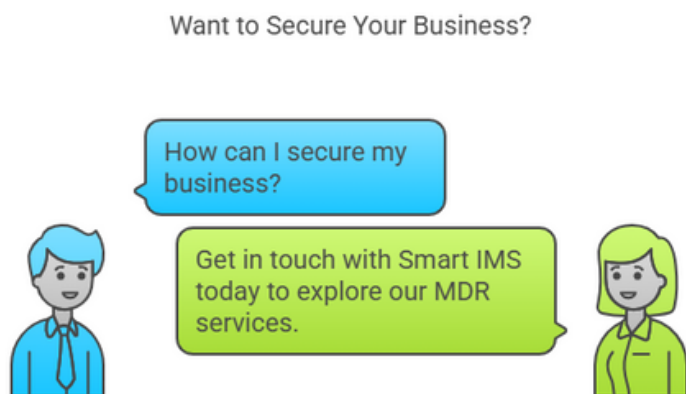 Want to Secure Your Business?
How can I secure my
business?
Get in touch with Smart IMS
today to explore our MDR
services.